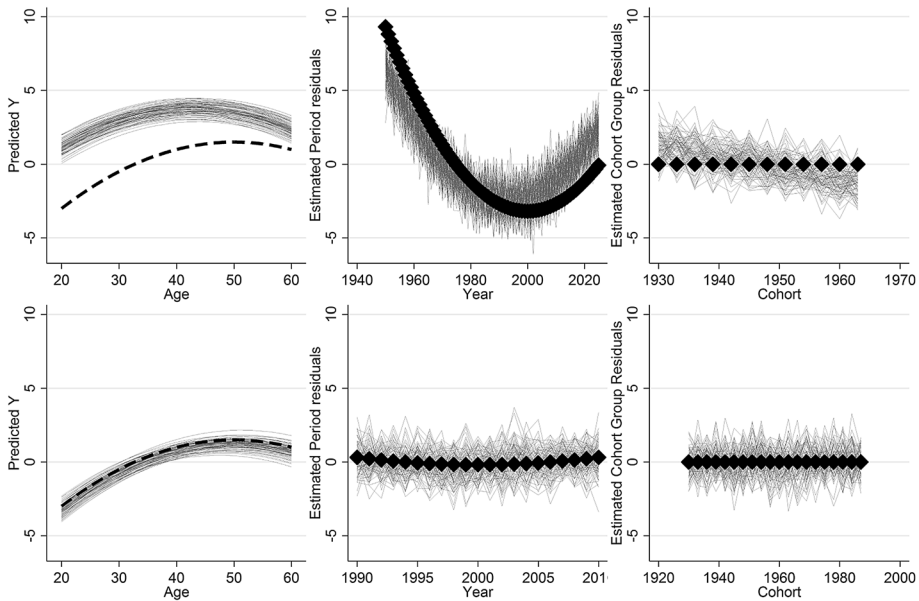 Predicted Y
10
5
0
-5
20 30 40 50 60
Age
Estimated Period residuals
10
5
0
-5
1940 1960 1980 2000 2020
Year
Estimated Cohort Group Residuals
10
5
0
-5
1930 1940 1950 1960 1970
Cohort
Predicted Y
10
5
0
-5
20 30 40 50 60
Age
Estimated Period residuals
10
5
0
-5
1990 1995 2000 2005 201
Year
Estimated Cohort Group Residuals
10
5
0
-5
1920 1940 1960 1980 2000
Cohort